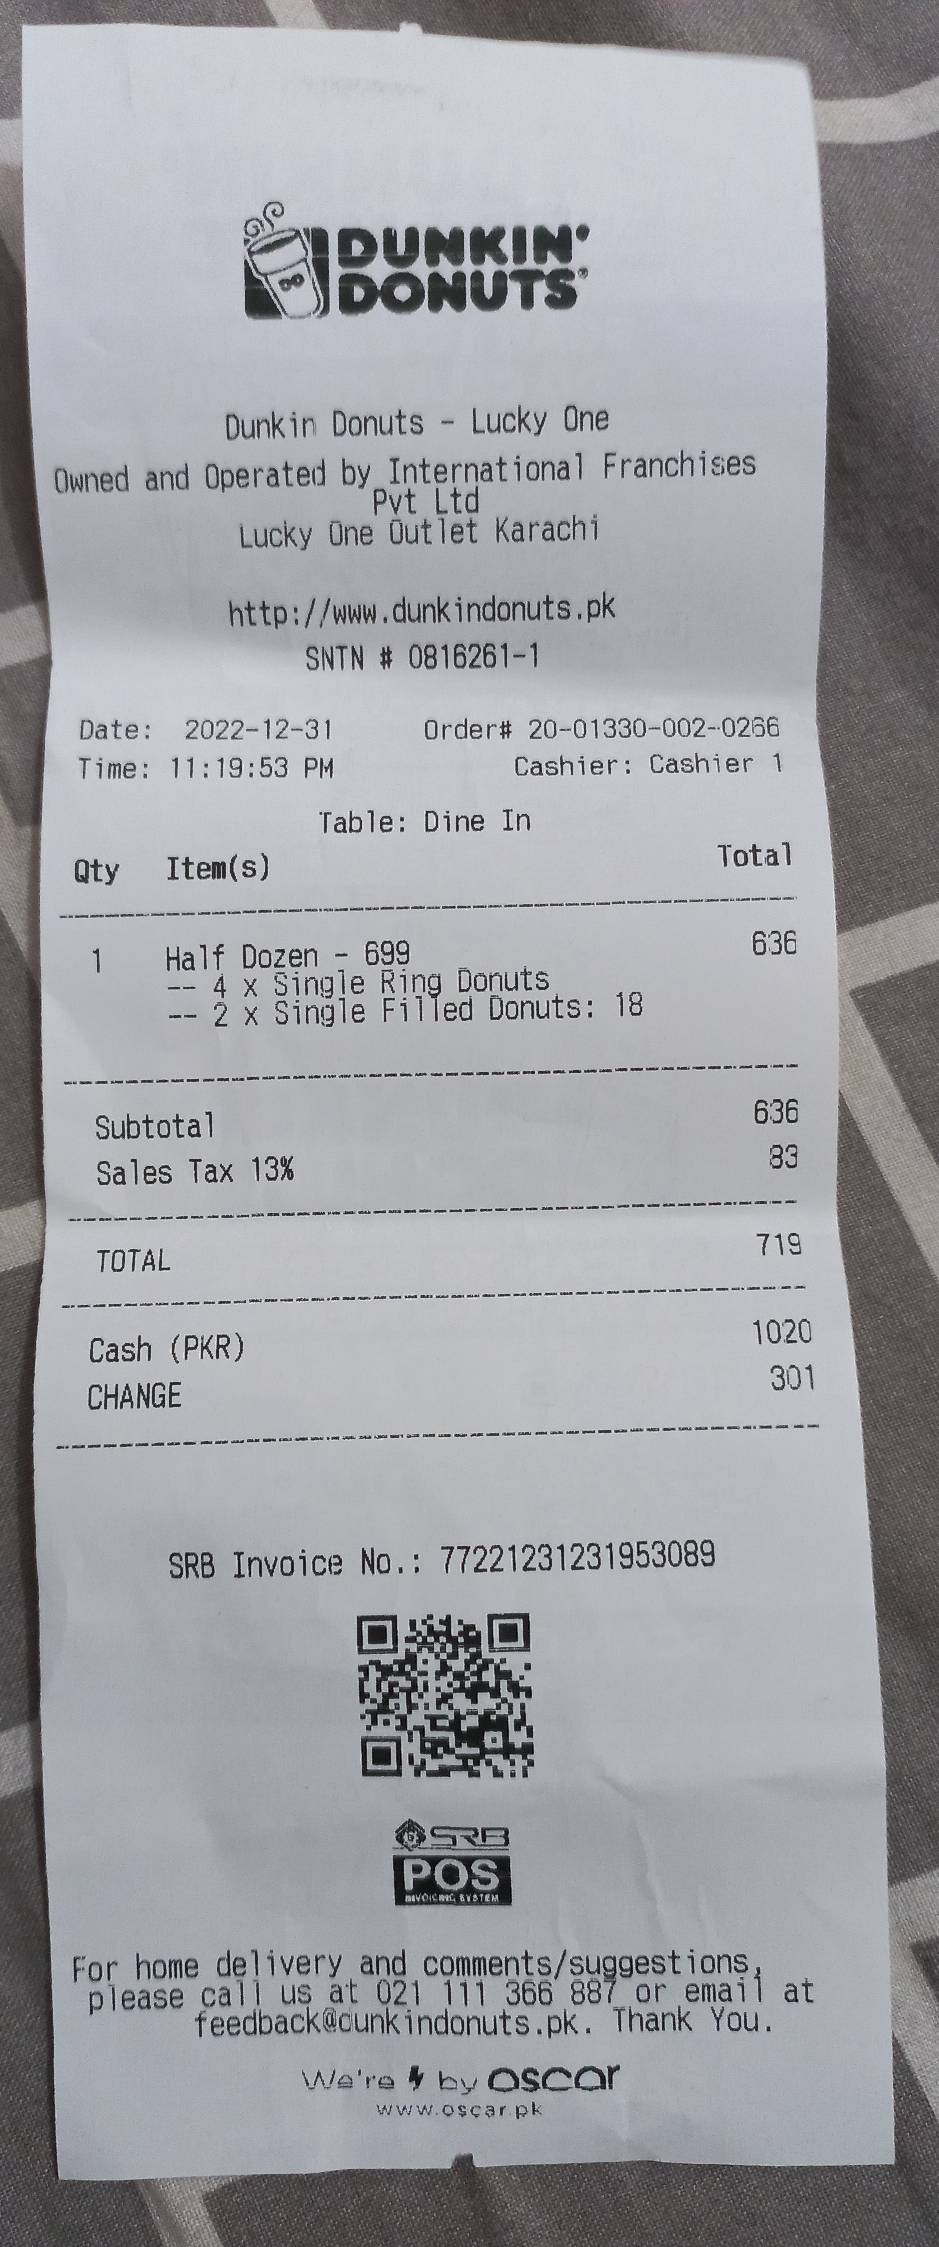 DUNKIN'
DONUTS®
Dunkin Donuts - Lucky One
Owned and Operated by International Franchises
Pvt Ltd
Lucky One Outlet Karachi
http://www.dunkindonuts.pk
SNTN # 0816261-1
Date: 2022-12-31 Order# 20-01330-002-0266
Time: 11:19:53 PM Cashier: Cashier 1
Table: Dine In
Qty Item(s) Total
1 Half Dozen - 699 636
-- 4 x Single Ring Donuts
-- 2 x Single Filled Donuts: 18
Subtotal 636
Sales Tax 13% 83
TOTAL 719
Cash (PKR) 1020
CHANGE 301
SRB Invoice No.: 77221231231953089
SRB
POS
INVOICING SYSTEM
For home delivery and comments/suggestions,
please call us at 021 111 366 887 or email at
feedback@dunkindonuts.pk. Thank You.
We're by oscar
www.oscar.pk